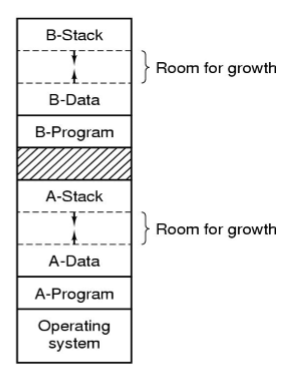 B-Stack
Room for growth
B-Data
B-Program
A-Stack
Room for growth
A-Data
A-Program
Operating
system